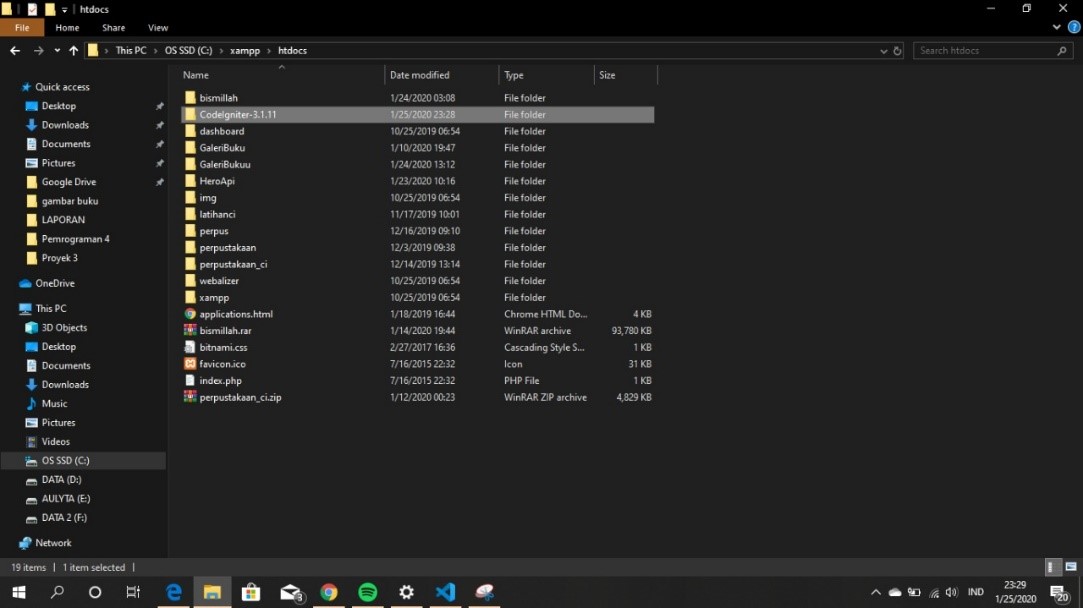 htdocs
File Home Share View
This PC > OS SSD (C:) > xampp > htdocs
Search htdocs
Name Date modified Type Size
Quick access
Desktop
Downloads
Documents
Pictures
Google Drive
gambar buku
LAPORAN
Pemrograman 4
Proyek 3
OneDrive
This PC
3D Objects
Desktop
Documents
Downloads
Music
Pictures
Videos
OS SSD (C:)
DATA (D:)
AULYTA (E:)
DATA 2 (F:)
Network
bismillah 1/24/2020 03:08 File folder
CodeIgniter-3.1.11 1/25/2020 23:28 File folder
dashboard 10/25/2019 06:54 File folder
GaleriBuku 1/10/2020 19:47 File folder
GaleriBukuu 1/24/2020 13:12 File folder
HeroApi 1/23/2020 10:16 File folder
img 10/25/2019 06:54 File folder
latihanci 11/17/2019 10:01 File folder
perpus 12/16/2019 09:10 File folder
perpustakaan 12/3/2019 09:38 File folder
perpustakaan_ci 12/14/2019 13:14 File folder
webalizer 10/25/2019 06:54 File folder
xampp 10/25/2019 06:54 File folder
applications.html 1/18/2019 16:44 Chrome HTML Do... 4 KB
bismillah.rar 1/14/2020 19:44 WinRAR archive 93,780 KB
bitnami.css 2/27/2017 16:36 Cascading Style S... 1 KB
favicon.ico 7/16/2015 22:32 Icon 31 KB
index.php 7/16/2015 22:32 PHP File 1 KB
perpustakaan_ci.zip 1/12/2020 00:23 WinRAR ZIP archive 4,829 KB
19 items | 1 item selected |
3
IND
23:29
1/25/2020
20